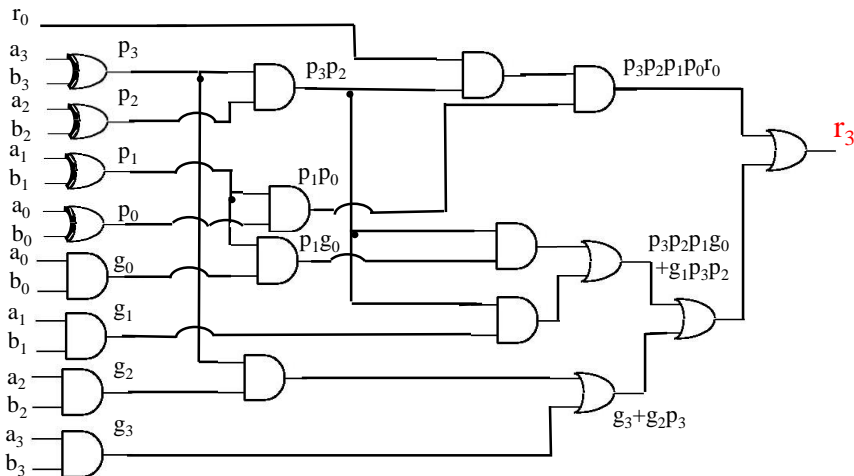 r₀
a₃ p₃
b₃
p₃p₂
p₃p₂p₁p₀r₀
a₂ p₂
b₂
r₃
a₁ p₁
b₁
p₁p₀
a₀ p₀
b₀
p₁g₀
a₀ g₀
b₀
p₃p₂p₁g₀
+g₁p₃p₂
a₁ g₁
b₁
a₂ g₂
b₂
g₃+g₂p₃
a₃ g₃
b₃